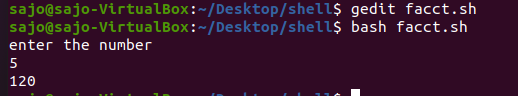 sajo@sajo-VirtualBox:~/Desktop/shell$ gedit facct.sh
sajo@sajo-VirtualBox:~/Desktop/shell$ bash facct.sh
enter the number
5
120
sajo@sajo-VirtualBox:~/Desktop/shell$